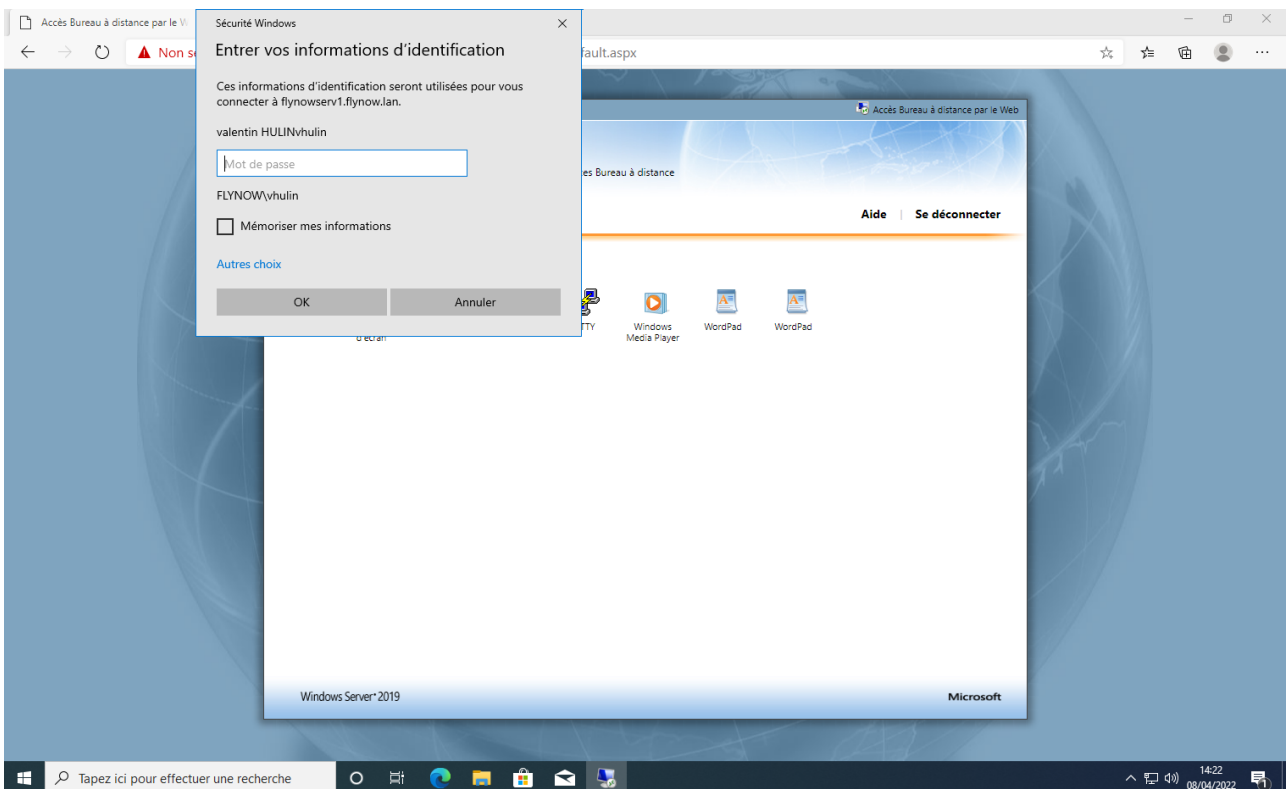 Accès Bureau à distance par le W
Non sé
fault.aspx
Sécurité Windows
Entrer vos informations d'identification
Ces informations d'identification seront utilisées pour vous
connecter à flynowserv1.flynow.lan.
valentin HULINvhulin
Mot de passe
FLYNOW\vhulin
Mémoriser mes informations
Autres choix
OK
Annuler
Accès Bureau à distance par le Web
es Bureau à distance
Aide | Se déconnecter
d'écran
TTY
Windows
Media Player
WordPad
WordPad
Windows Server 2019
Microsoft
Tapez ici pour effectuer une recherche
14:22
08/04/2022
1